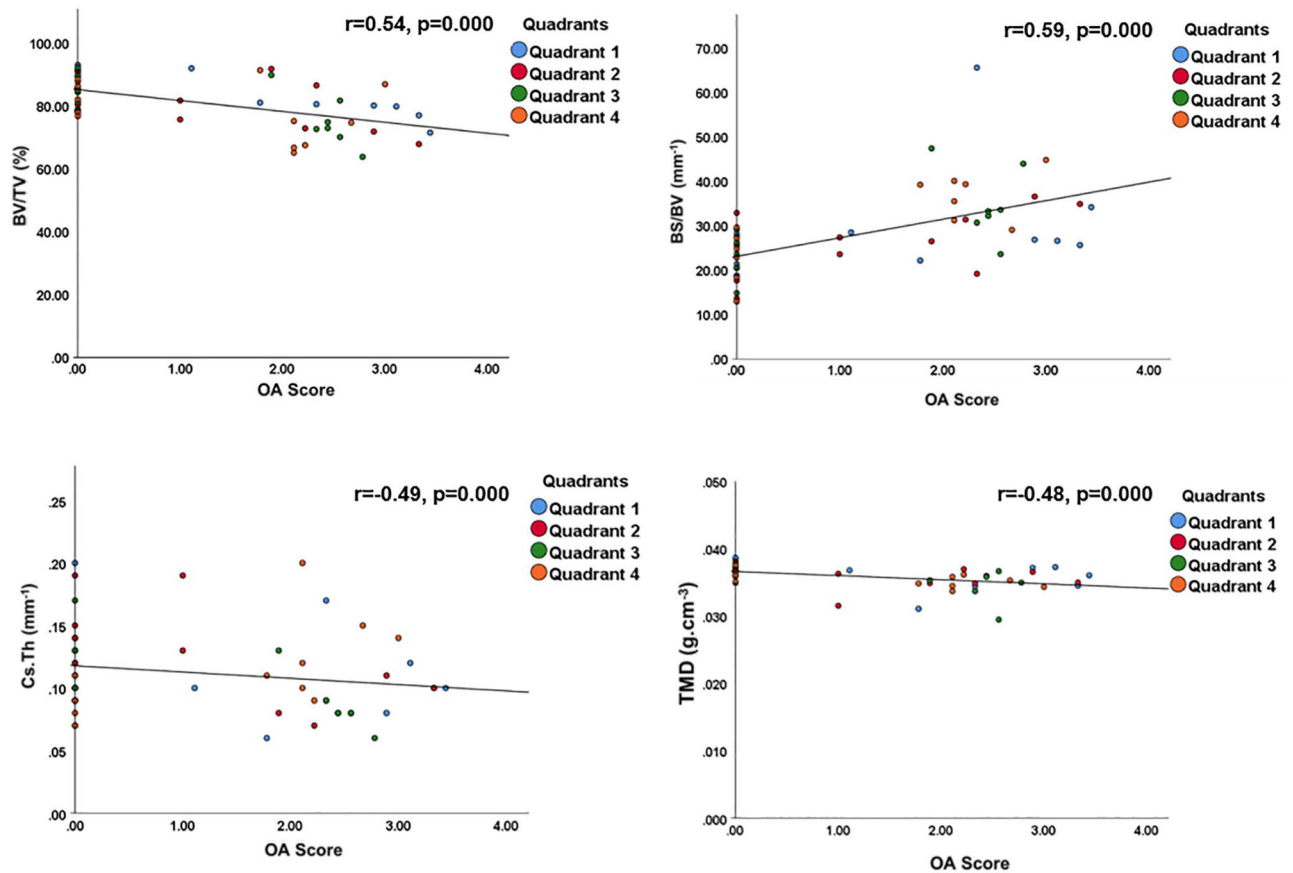 r=0.54, p=0.000
Quadrants
Quadrant 1
Quadrant 2
Quadrant 3
Quadrant 4
BV/TV (%)
100.00
80.00
60.00
40.00
20.00
.00
.00 1.00 2.00 3.00 4.00
OA Score
r=0.59, p=0.000
Quadrants
Quadrant 1
Quadrant 2
Quadrant 3
Quadrant 4
BS/BV (mm⁻¹)
70.00
60.00
50.00
40.00
30.00
20.00
10.00
.00
.00 1.00 2.00 3.00 4.00
OA Score
r=-0.49, p=0.000
Quadrants
Quadrant 1
Quadrant 2
Quadrant 3
Quadrant 4
Cs.Th (mm⁻¹)
.25
.20
.15
.10
.05
.00
.00 1.00 2.00 3.00 4.00
OA Score
r=-0.48, p=0.000
Quadrants
Quadrant 1
Quadrant 2
Quadrant 3
Quadrant 4
TMD (g.cm⁻³)
.050
.040
.030
.020
.010
.000
.00 1.00 2.00 3.00 4.00
OA Score